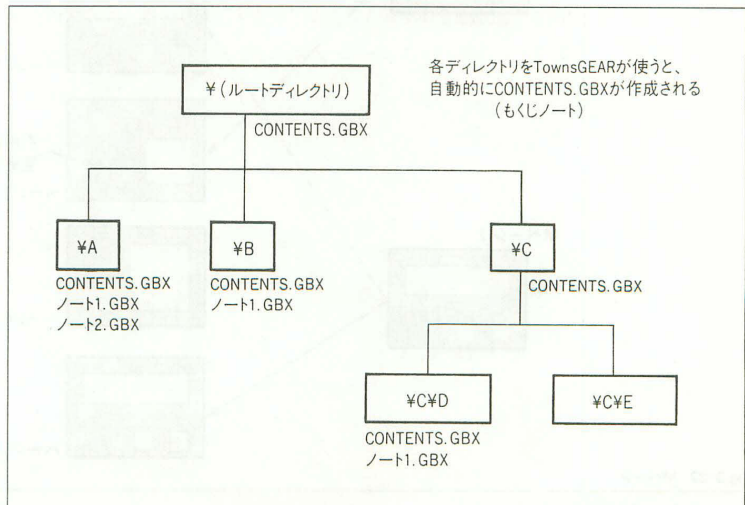 各ディレクトリをTownsGEARが使うと、
自動的にCONTENTS.GBXが作成される
(もくじノート)
¥(ルートディレクトリ)
CONTENTS.GBX
¥A
CONTENTS.GBX
ノート1.GBX
ノート2.GBX
¥B
CONTENTS.GBX
ノート1.GBX
¥C
CONTENTS.GBX
¥C¥D
CONTENTS.GBX
ノート1.GBX
¥C¥E